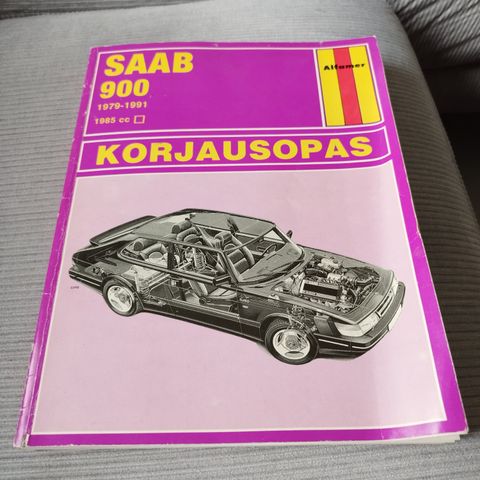 SAAB
900
1979-1991
1985 cc
Alfamer
KORJAUSOPAS